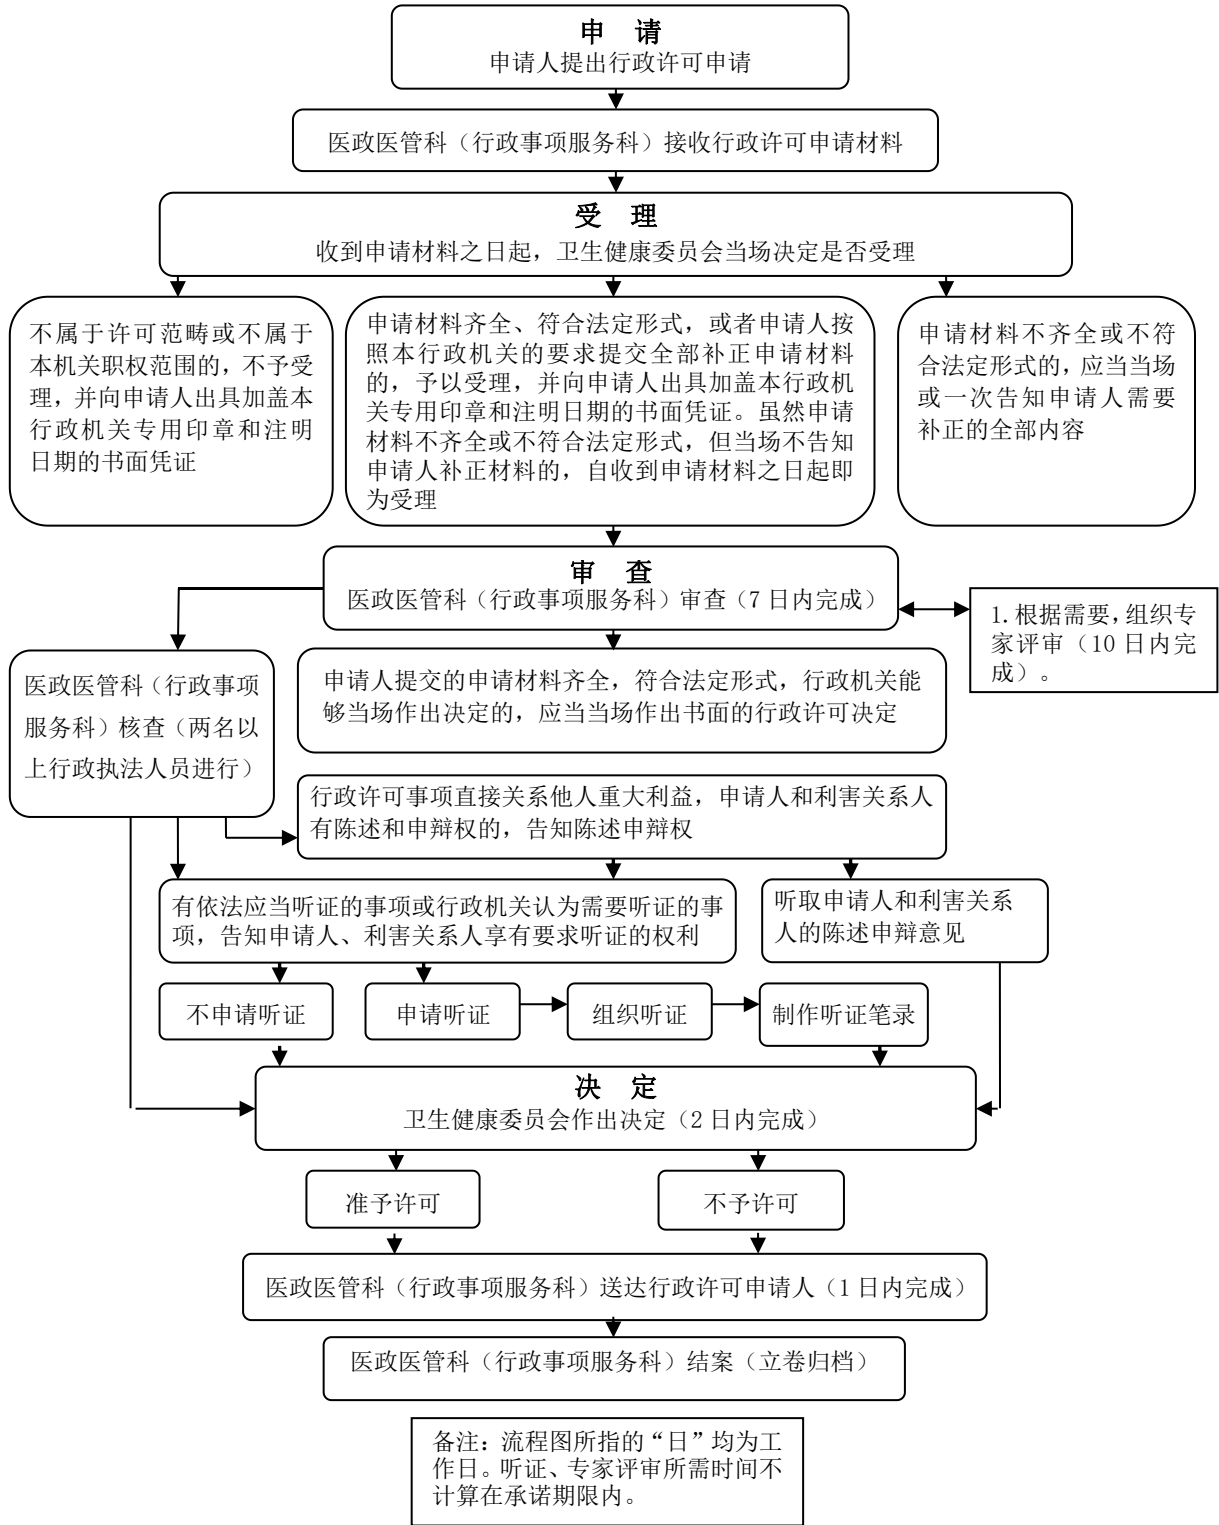 申 请
申请人提出行政许可申请
医政医管科（行政事项服务科）接收行政许可申请材料
受 理
收到申请材料之日起，卫生健康委员会当场决定是否受理
不属于许可范畴或不属于
本机关职权范围的，不予受
理，并向申请人出具加盖本
行政机关专用印章和注明
日期的书面凭证
申请材料齐全、符合法定形式，或者申请人按
照本行政机关的要求提交全部补正申请材料
的，予以受理，并向申请人出具加盖本行政机
关专用印章和注明日期的书面凭证。虽然申请
材料不齐全或不符合法定形式，但当场不告知
申请人补正材料的，自收到申请材料之日起即
为受理
申请材料不齐全或不符
合法定形式的，应当当场
或一次告知申请人需要
补正的全部内容
审 查
医政医管科（行政事项服务科）审查（7 日内完成）
1.根据需要，组织专
家评审（10 日内完
成）。
医政医管科（行政事项
服务科）核查（两名以
上行政执法人员进行）
申请人提交的申请材料齐全，符合法定形式，行政机关能
够当场作出决定的，应当当场作出书面的行政许可决定
行政许可事项直接关系他人重大利益，申请人和利害关系人
有陈述和申辩权的，告知陈述申辩权
有依法应当听证的事项或行政机关认为需要听证的事
项，告知申请人、利害关系人享有要求听证的权利
听取申请人和利害关系
人的陈述申辩意见
不申请听证
申请听证
组织听证
制作听证笔录
决 定
卫生健康委员会作出决定（2 日内完成）
准予许可
不予许可
医政医管科（行政事项服务科）送达行政许可申请人（1 日内完成）
医政医管科（行政事项服务科）结案（立卷归档）
备注：流程图所指的“日”均为工
作日。听证、专家评审所需时间不
计算在承诺期限内。